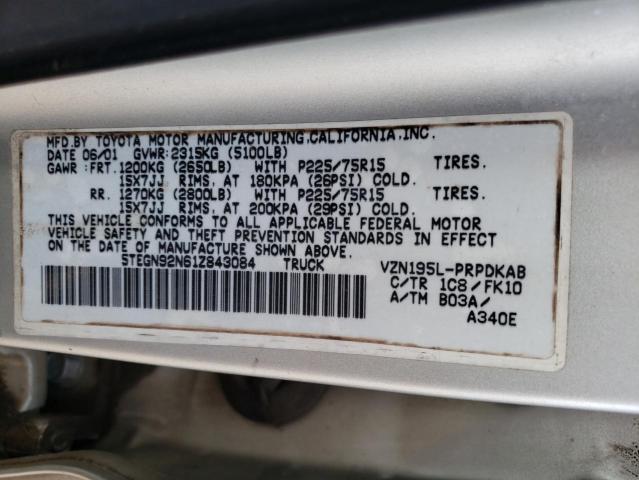 MFD.BY TOYOTA MOTOR MANUFACTURING,CALIFORNIA,INC.
DATE 06/01 GVWR:2315KG (5100LB)
GAWR :FRT. 1200KG (2650LB) WITH P225/75R15 TIRES.
15X7JJ RIMS, AT 180KPA (26PSI) COLD.
RR. 1270KG (2800LB) WITH P225/75R15 TIRES.
15X7JJ RIMS, AT 200KPA (29PSI) COLD.
THIS VEHICLE CONFORMS TO ALL APPLICABLE FEDERAL MOTOR
VEHICLE SAFETY AND THEFT PREVENTION STANDARDS IN EFFECT
ON THE DATE OF MANUFACTURE SHOWN ABOVE.
5TEGN92N61Z843084 TRUCK VZN195L-PRPDKAB
C/TR 1C8/FK10
A/TM B03A/
A340E